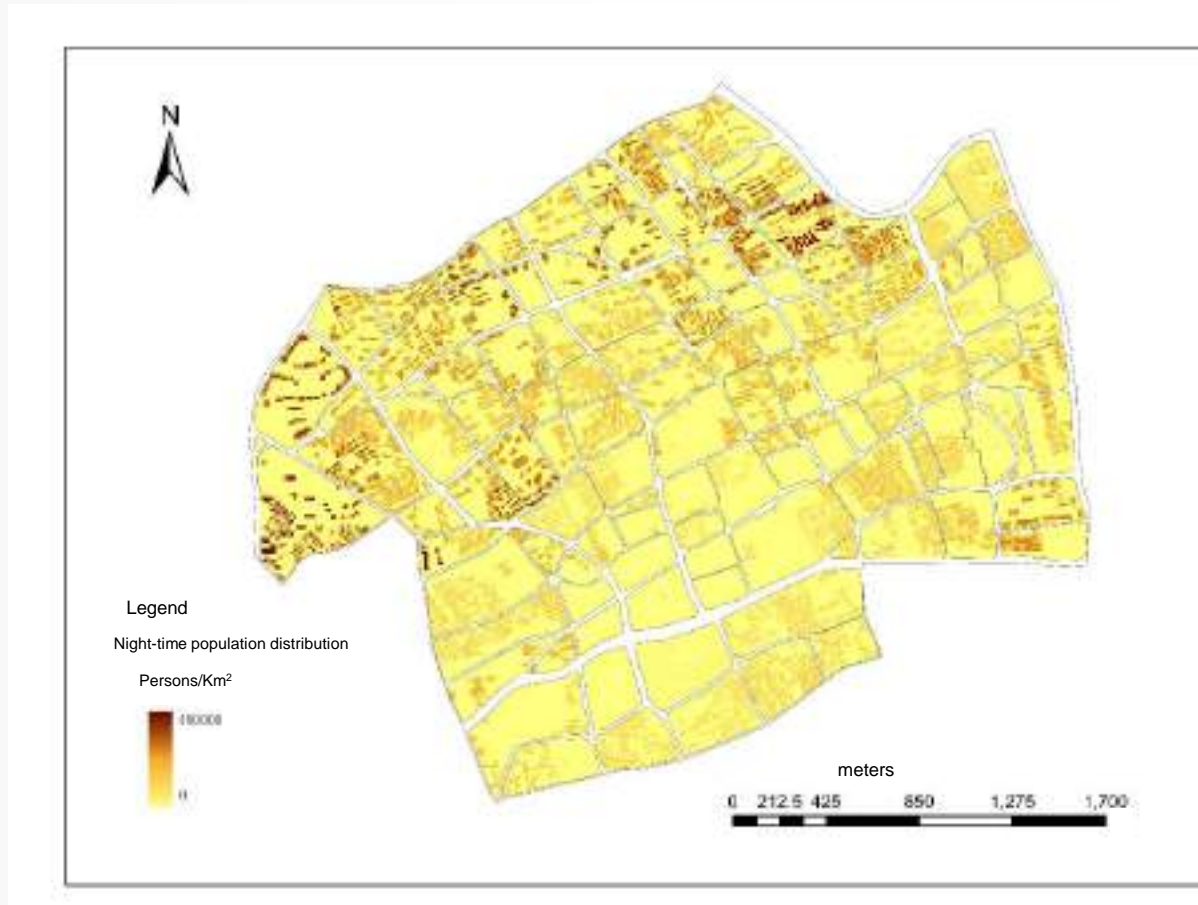 N
Legend
Night-time population distribution
Persons/Km²
0
meters
0 212.5 425 850 1,275 1,700